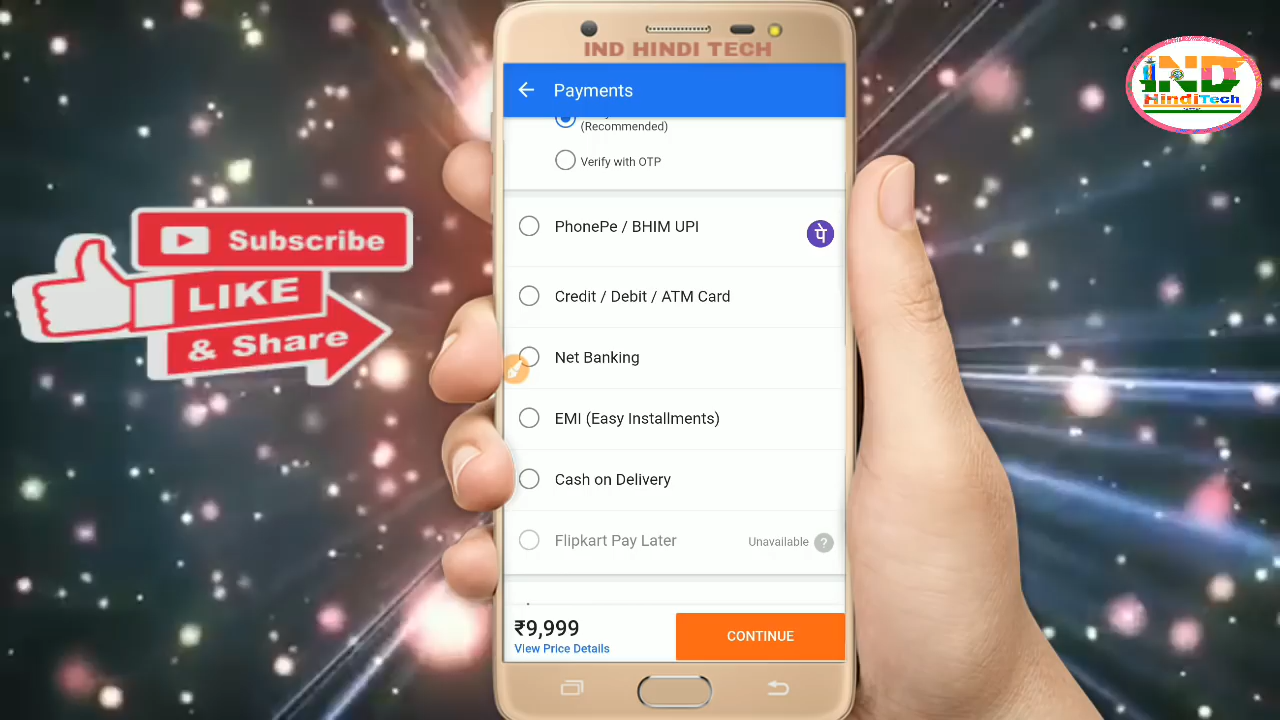 IND HINDI TECH
Payments
(Recommended)
Verify with OTP
PhonePe / BHIM UPI
पे
Credit / Debit / ATM Card
Net Banking
EMI (Easy Installments)
Cash on Delivery
Flipkart Pay Later
Unavailable ?
₹9,999
View Price Details
CONTINUE
Subscribe
LIKE
& Share
IND
HindiTech